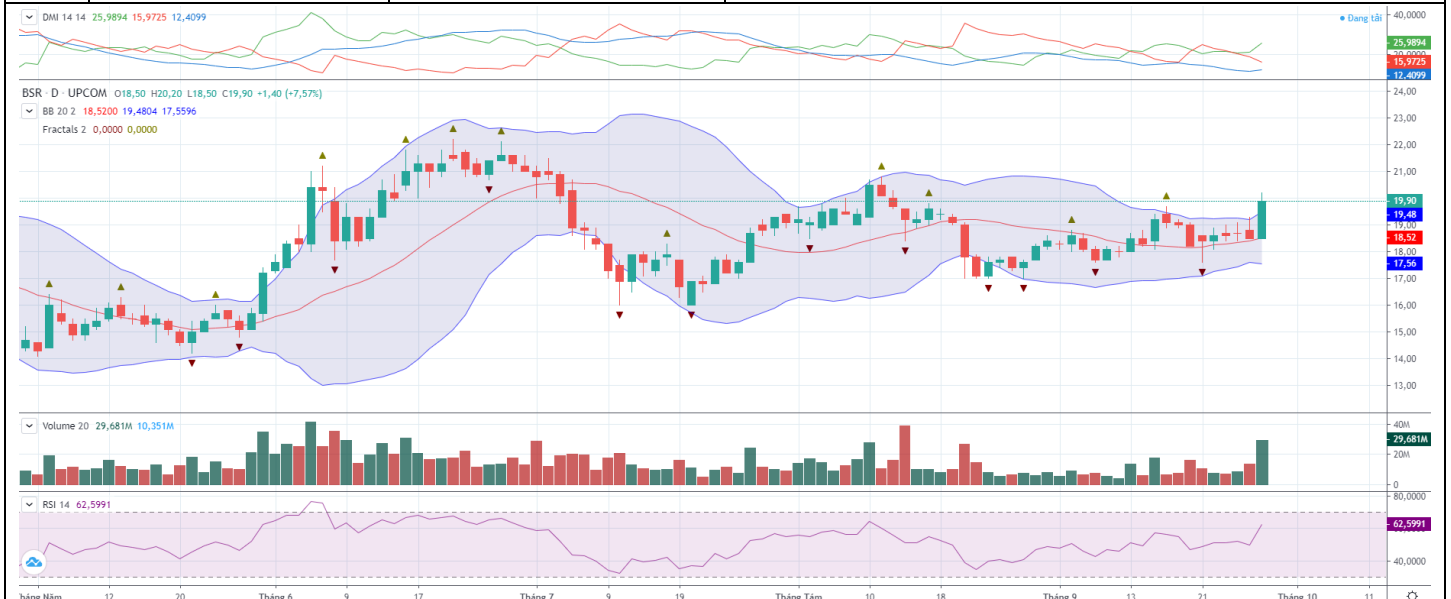 DMI 14 14 25,9894 15,9725 12,4099
Đang tải
40,0000
25,9894
15,9725
12,4099
BSR · D · UPCOM O18,50 H20,20 L18,50 C19,90 +1,40 (+7,57%)
BB 20 2 18,5200 19,4804 17,5596
Fractals 2 0,0000 0,0000
24,00
23,00
22,00
21,00
19,90
19,48
19,00
18,52
18,00
17,56
17,00
16,00
15,00
14,00
13,00
Volume 20 29,681M 10,351M
40M
29,681M
20M
0
RSI 14 62,5991
80,0000
62,5991
40,0000
12 20 Tháng 6 9 17 Tháng 7 9 19 Tháng Tám 10 18 Tháng 9 13 21 Tháng 10 11